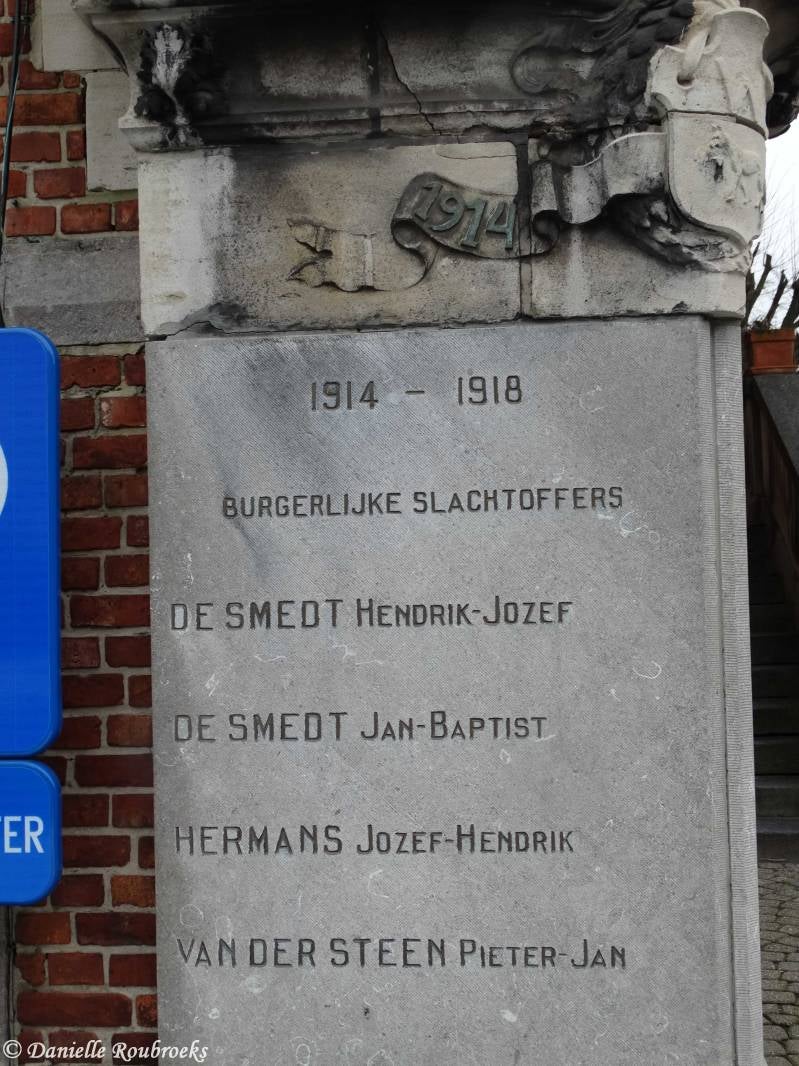 1914
1914 - 1918
BURGERLIJKE SLACHTOFFERS
DE SMEDT HENDRIK-JOZEF
DE SMEDT JAN-BAPTIST
HERMANS JOZEF-HENDRIK
VAN DER STEEN PIETER-JAN
TER
© Danielle Roubroeks